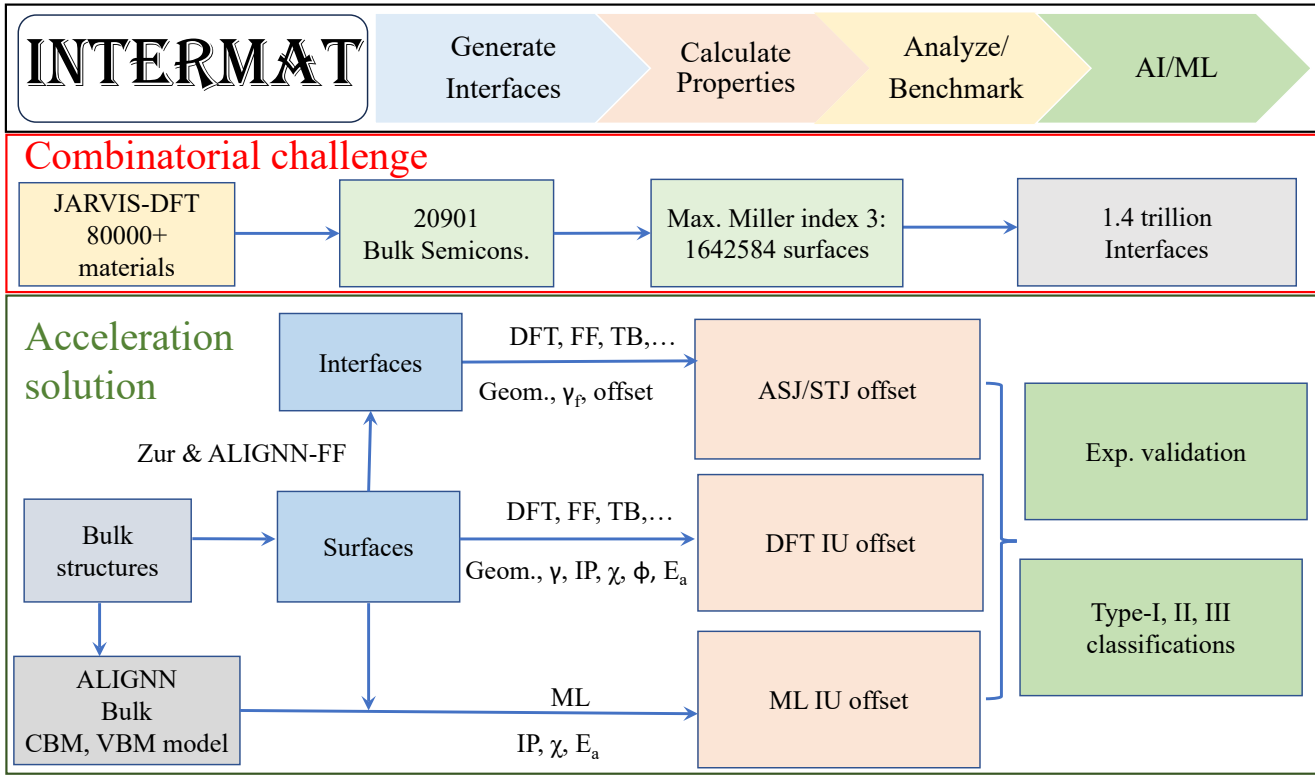 INTERMAT
Generate
Interfaces
Calculate
Properties
Analyze/
Benchmark
AI/ML
Combinatorial challenge
JARVIS-DFT
80000+
materials
20901
Bulk Semicons.
Max. Miller index 3:
1642584 surfaces
1.4 trillion
Interfaces
Acceleration
solution
Interfaces
DFT, FF, TB,...
Geom., γf, offset
ASJ/STJ offset
Zur & ALIGNN-FF
Bulk
structures
Surfaces
DFT, FF, TB,...
Geom., γ, IP, χ, ϕ, Ea
DFT IU offset
ALIGNN
Bulk
CBM, VBM model
ML
IP, χ, Ea
ML IU offset
Exp. validation
Type-I, II, III
classifications